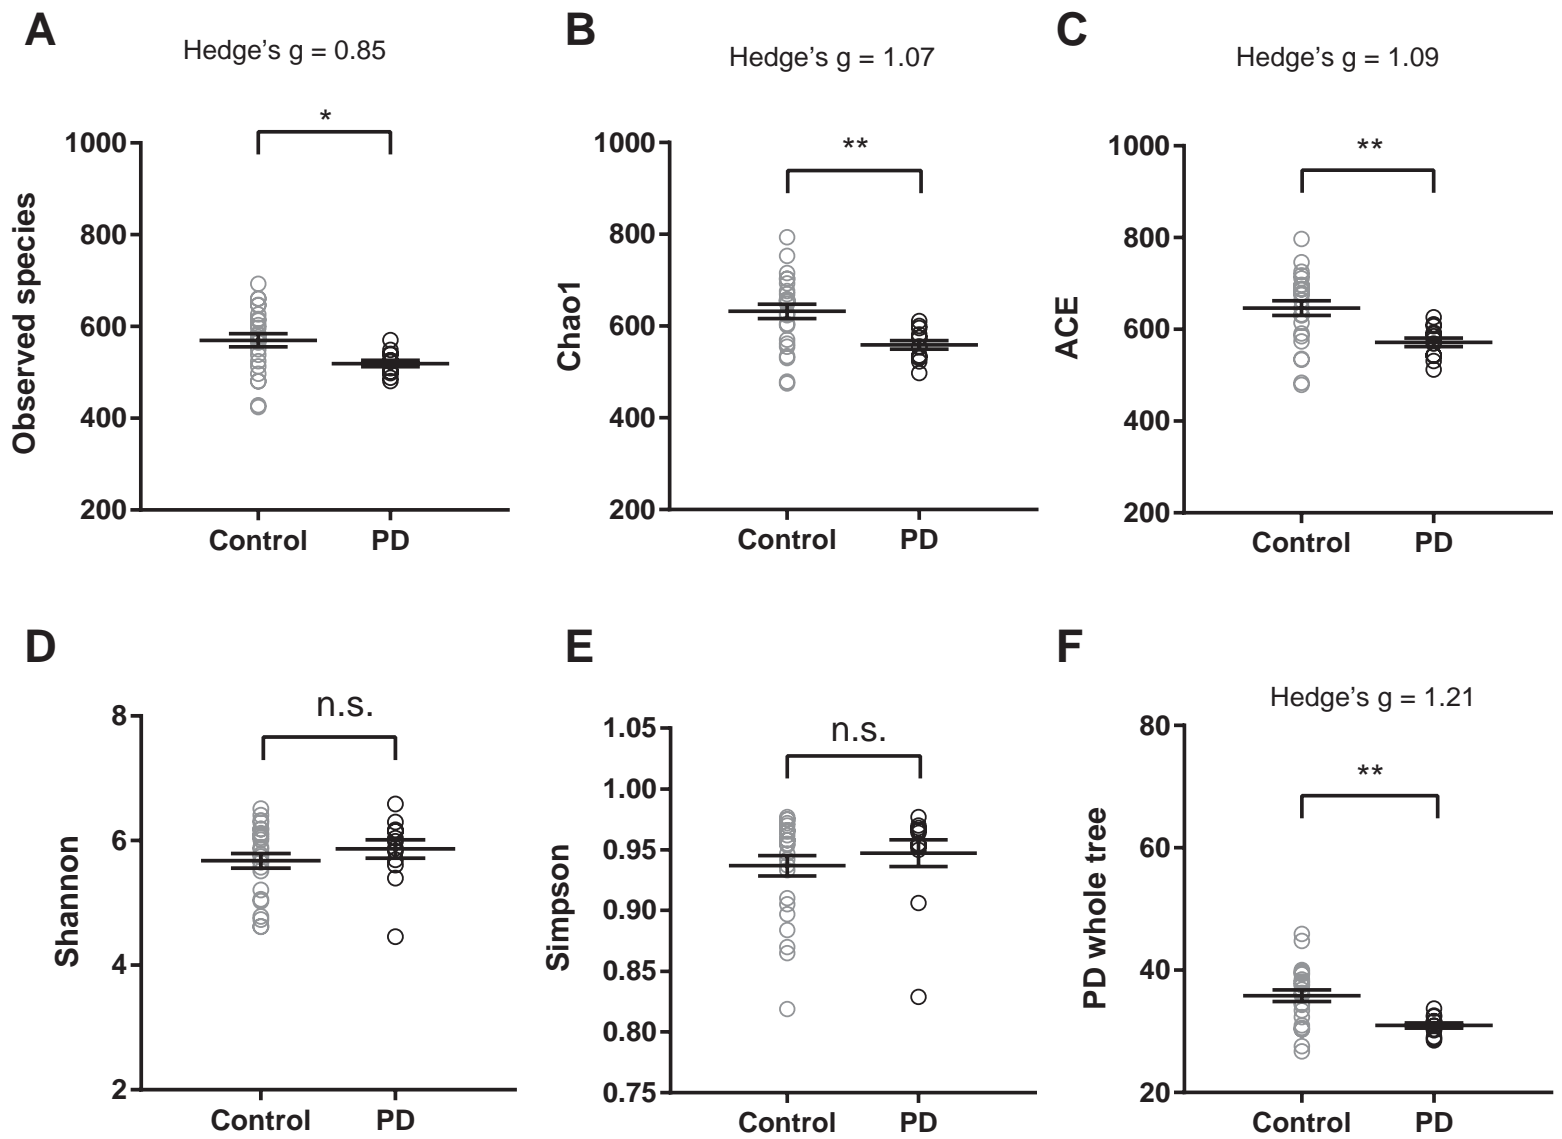 A
Hedge's g = 0.85
*
1000
800
600
400
200
Observed species
Control PD
B
Hedge's g = 1.07
**
1000
800
600
400
200
Chao1
Control PD
C
Hedge's g = 1.09
**
1000
800
600
400
200
ACE
Control PD
D
n.s.
8
6
4
2
Shannon
Control PD
E
n.s.
1.05
1.00
0.95
0.90
0.85
0.80
0.75
Simpson
Control PD
F
Hedge's g = 1.21
**
80
60
40
20
PD whole tree
Control PD